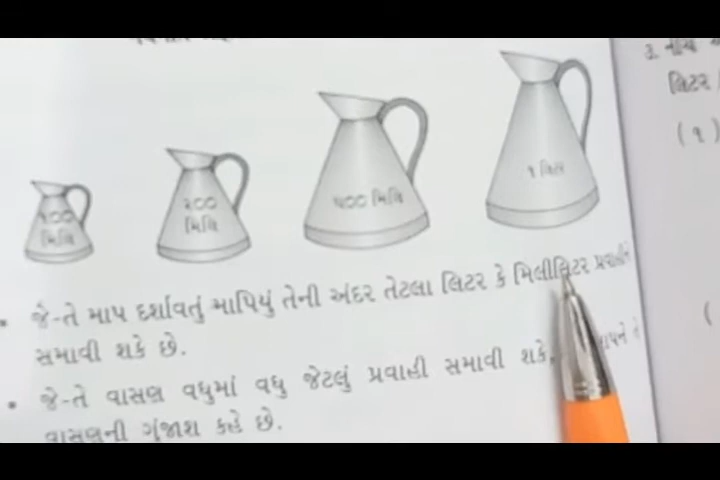 ૧૦૦ મિલિ
૨૦૦ મિલિ
૫૦૦ મિલિ
૧ લિટર
• જે-તે માપ દર્શાવતું માપિયું તેની અંદર તેટલા લિટર કે મિલીલિટર પ્રવાહીને
સમાવી શકે છે.
• જે-તે વાસણ વધુમાં વધુ જેટલું પ્રવાહી સમાવી શકે,
વાસણની ગુંજાશ કહે છે.
૩. નીચે
લિટર /
(૧)